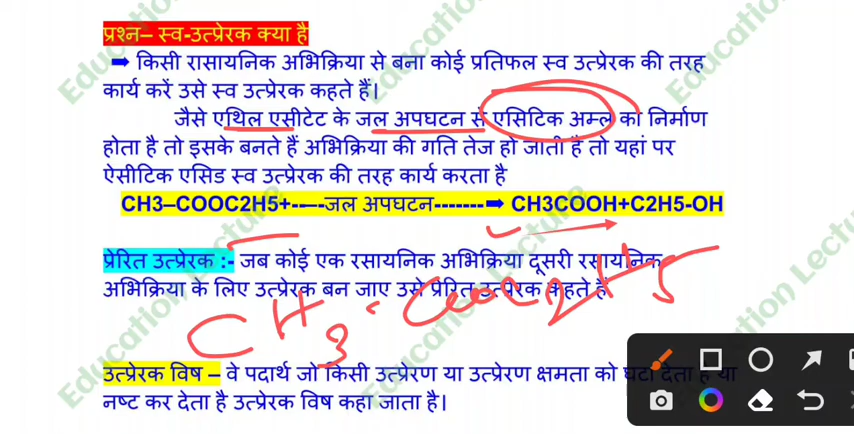 प्रश्न– स्व-उत्प्रेरक क्या है
➡ किसी रासायनिक अभिक्रिया से बना कोई प्रतिफल स्व उत्प्रेरक की तरह
कार्य करें उसे स्व उत्प्रेरक कहते हैं।
जैसे एथिल एसीटेट के जल अपघटन से एसिटिक अम्ल का निर्माण
होता है तो इसके बनते हैं अभिक्रिया की गति तेज हो जाती है तो यहां पर
ऐसीटिक एसिड स्व उत्प्रेरक की तरह कार्य करता है
CH3–COOC2H5+-----जल अपघटन-------➡ CH3COOH+C2H5-OH
प्रेरित उत्प्रेरक :- जब कोई एक रसायनिक अभिक्रिया दूसरी रसायनिक
अभिक्रिया के लिए उत्प्रेरक बन जाए उसे प्रेरित उत्प्रेरक कहते हैं
CH3-COOC2H5
उत्प्रेरक विष – वे पदार्थ जो किसी उत्प्रेरण या उत्प्रेरण क्षमता को घटा देता है या
नष्ट कर देता है उत्प्रेरक विष कहा जाता है।
Education Lecture